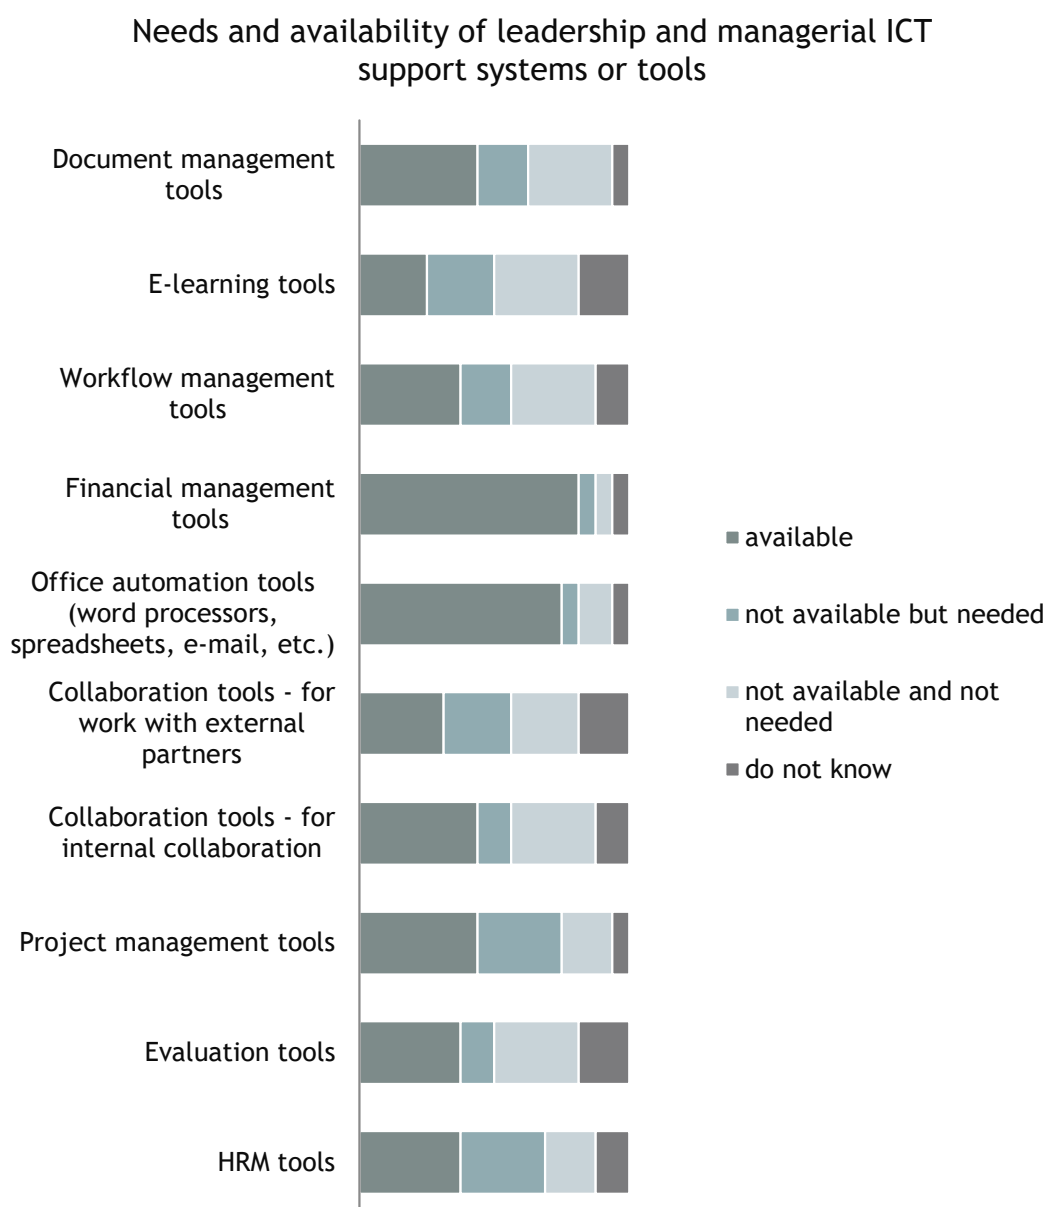 Needs and availability of leadership and managerial ICT
support systems or tools
Document management
tools
E-learning tools
Workflow management
tools
Financial management
tools
Office automation tools
(word processors,
spreadsheets, e-mail, etc.)
Collaboration tools - for
work with external
partners
Collaboration tools - for
internal collaboration
Project management tools
Evaluation tools
HRM tools
available
not available but needed
not available and not
needed
do not know